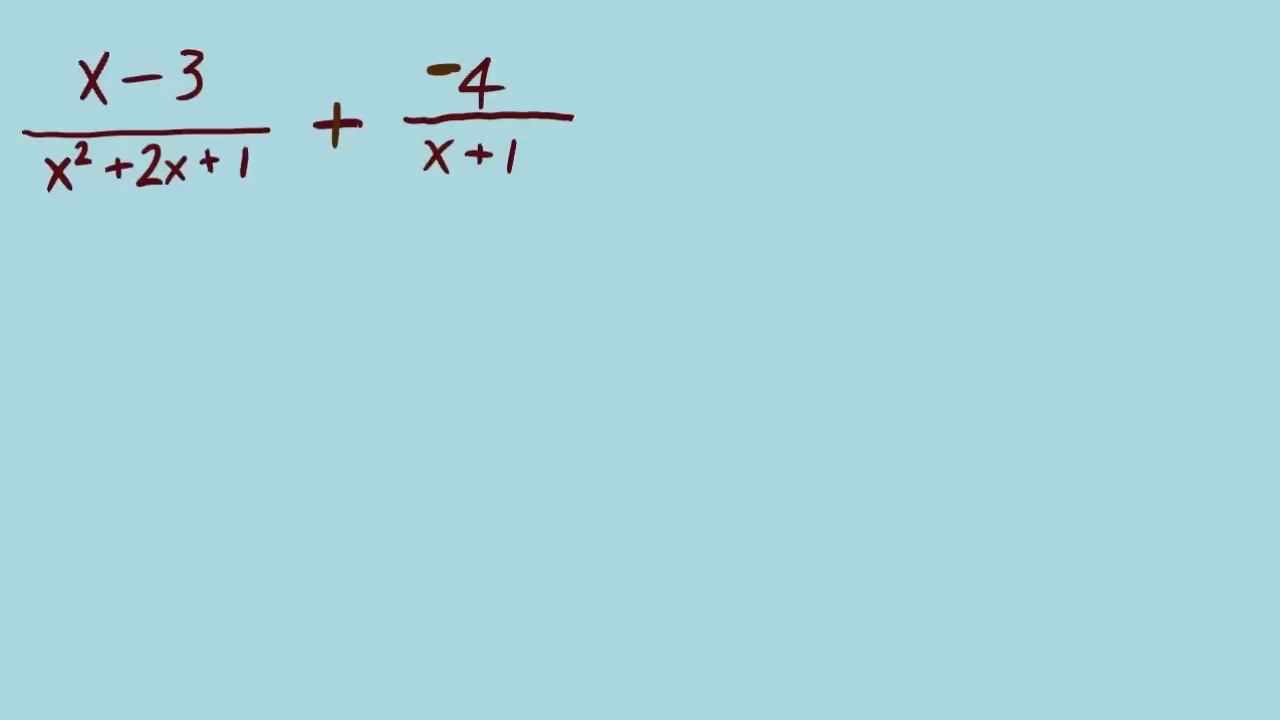 x - 3 / x² + 2x + 1 + -4 / x + 1